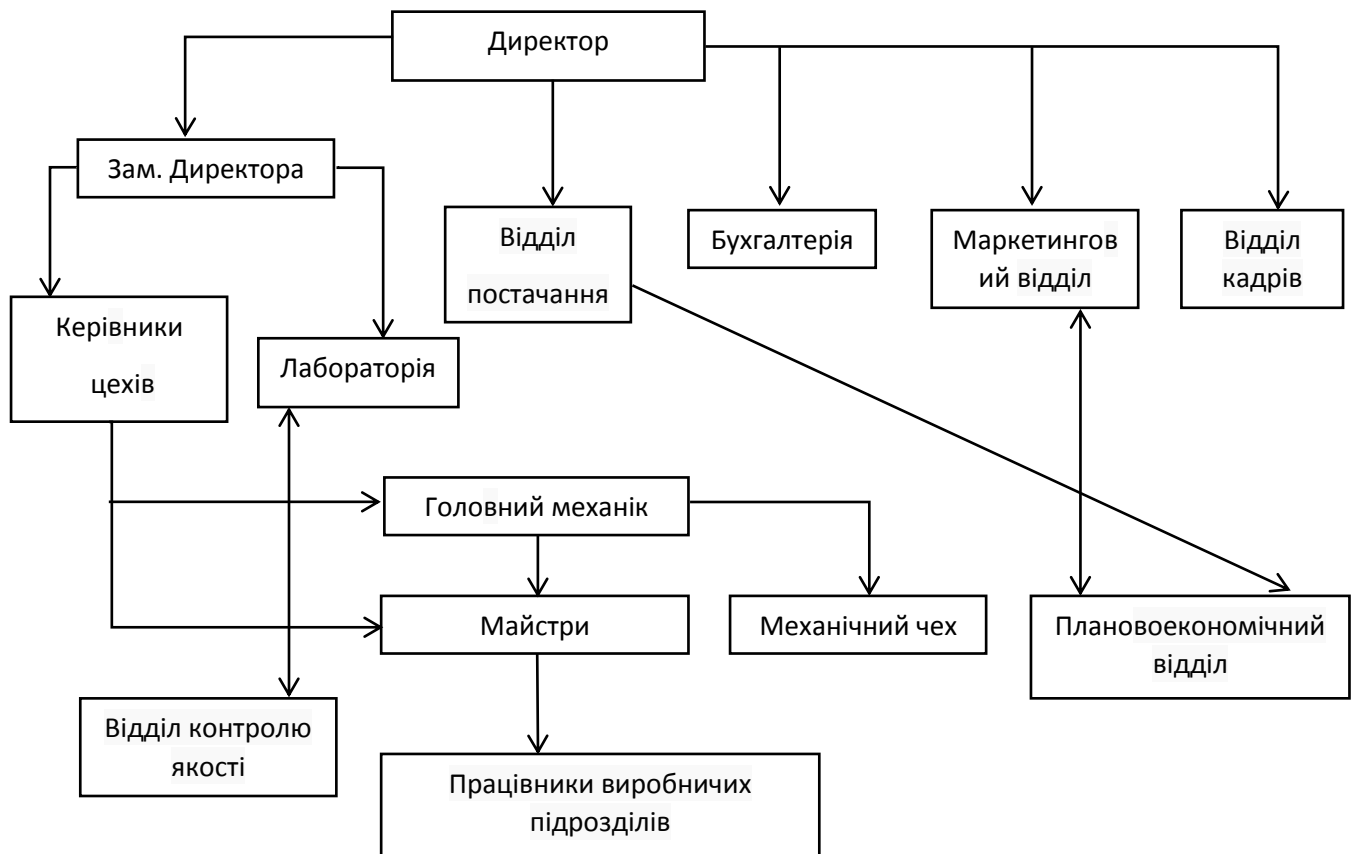 Директор
Зам. Директора
Відділ
постачання
Бухгалтерія
Маркетингов
ий відділ
Відділ
кадрів
Керівники
цехів
Лабораторія
Головний механік
Майстри
Механічний чех
Плановоекономічний
відділ
Відділ контролю
якості
Працівники виробничих
підрозділів